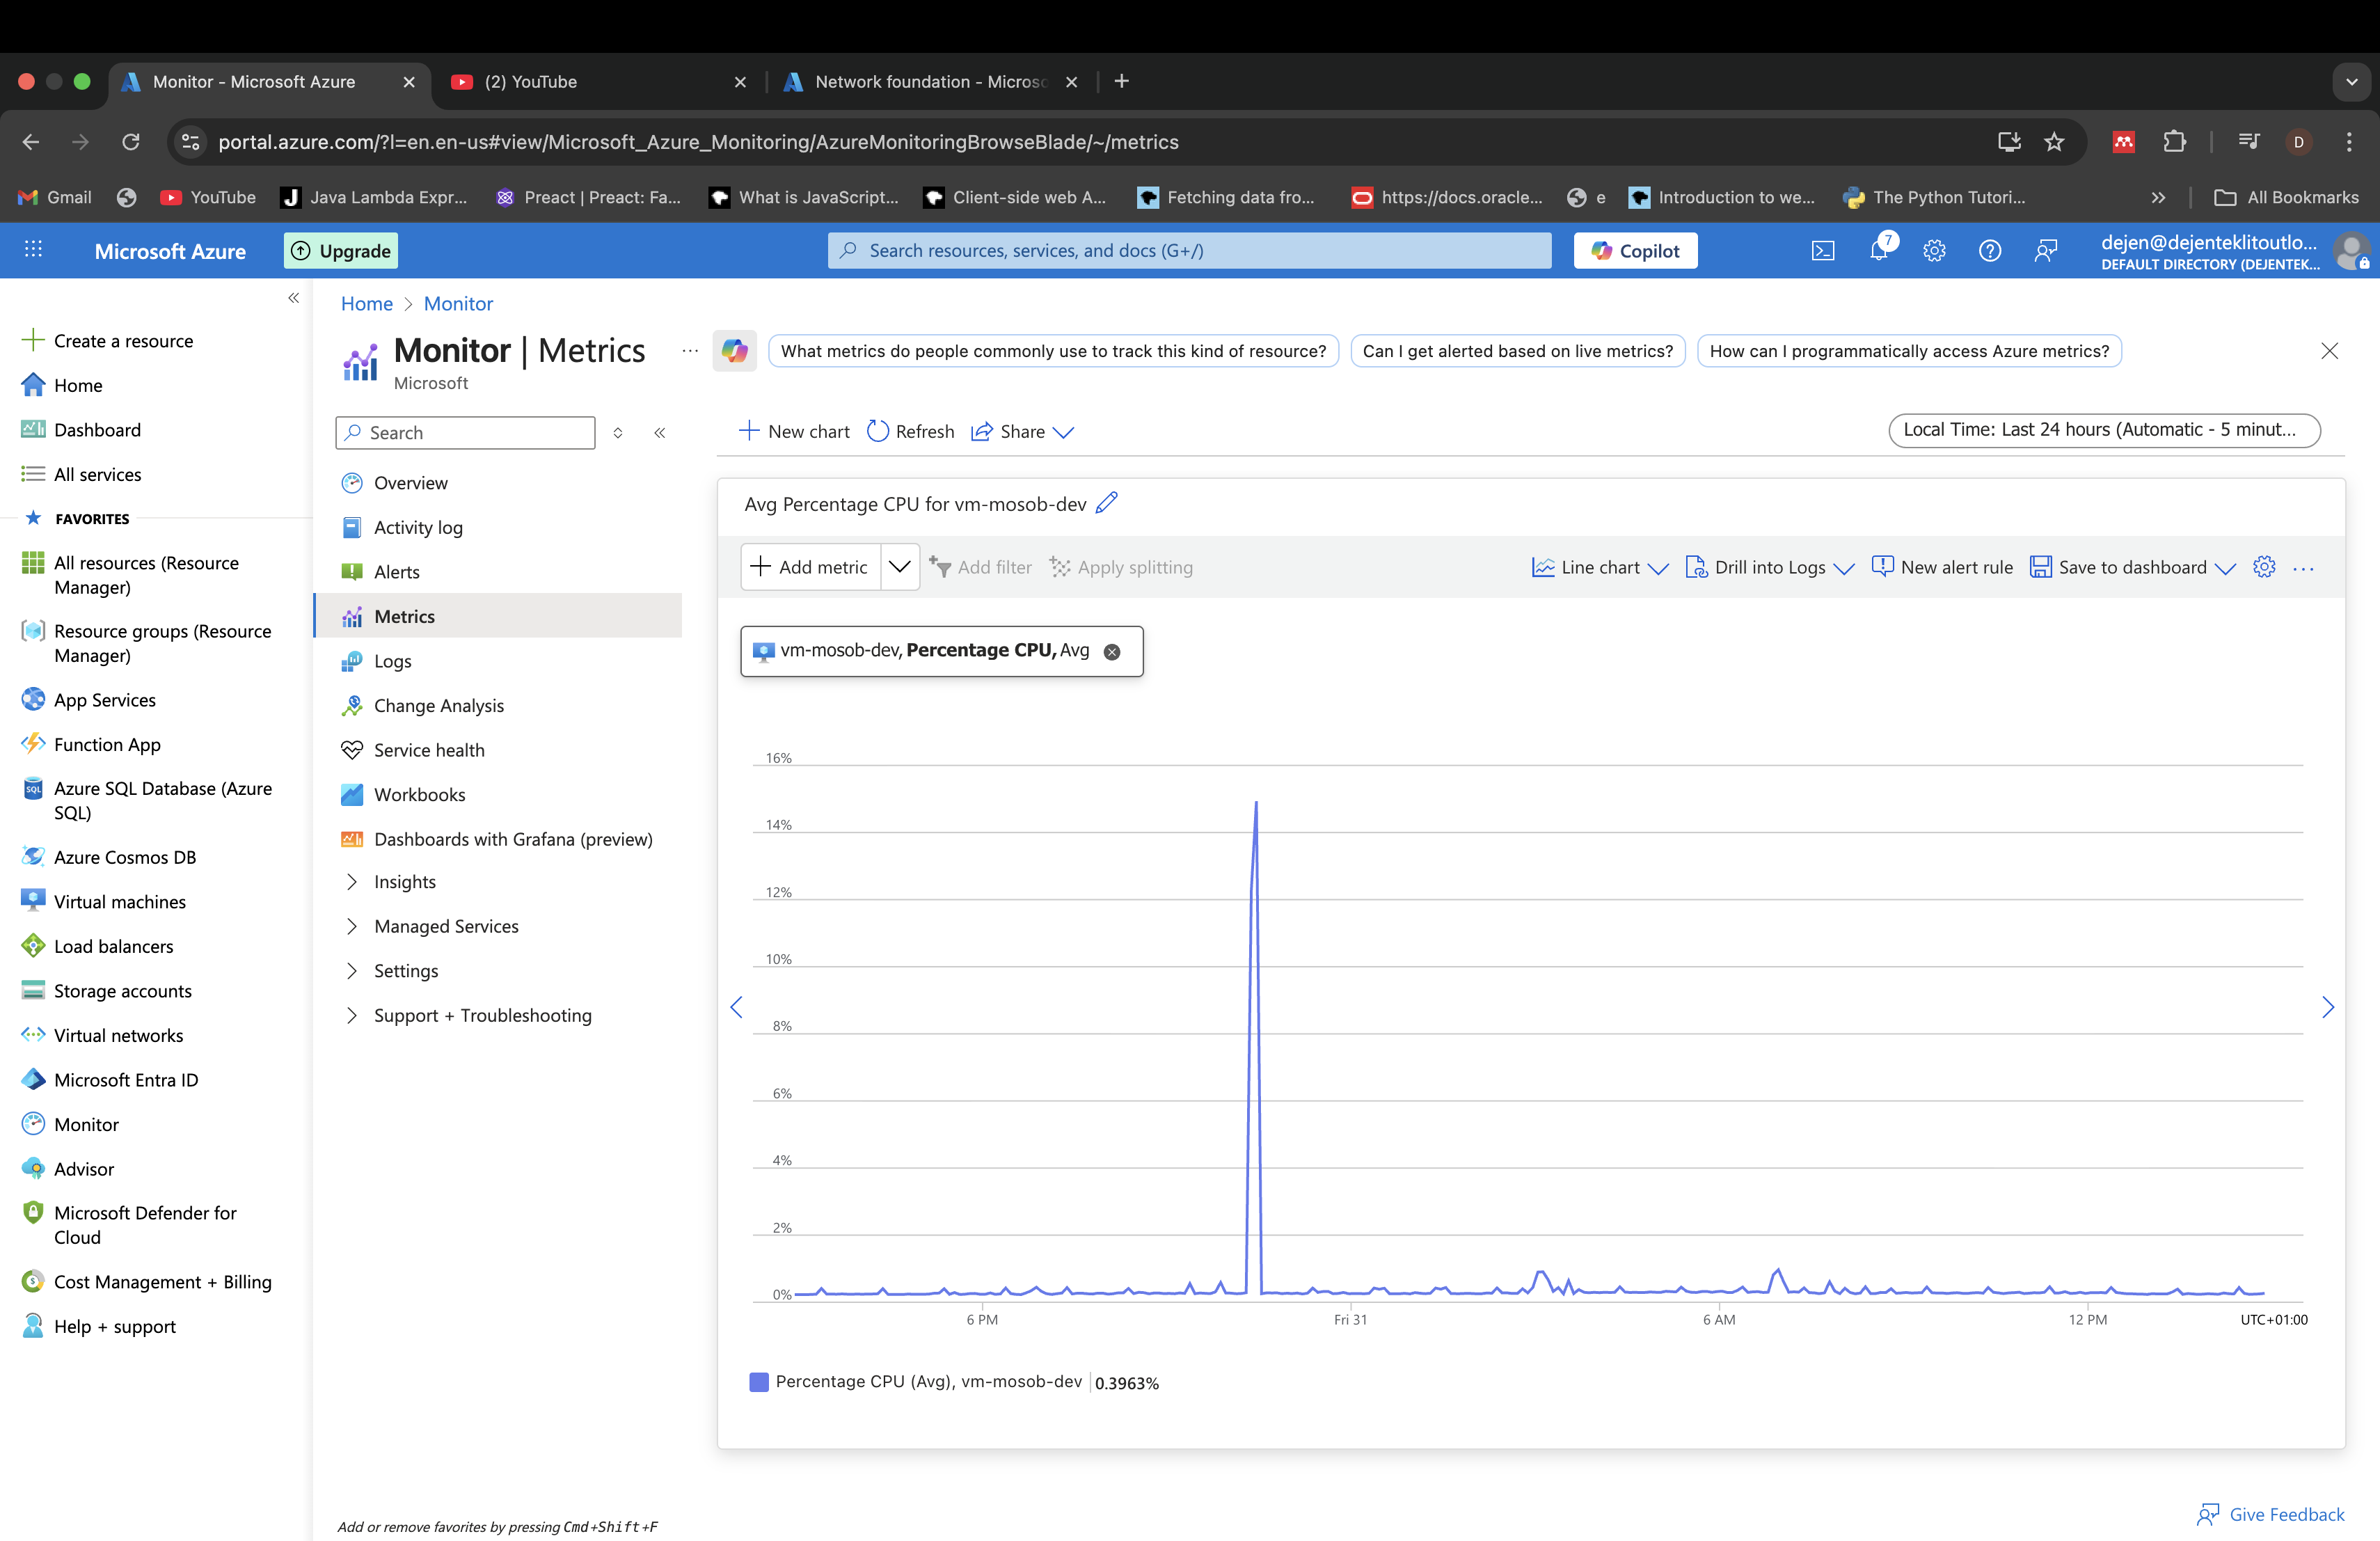 Monitor - Microsoft Azure
(2) YouTube
Network foundation - Microso
portal.azure.com/?l=en.en-us#view/Microsoft_Azure_Monitoring/AzureMonitoringBrowseBlade/~/metrics
D
Gmail
YouTube
Java Lambda Expr...
Preact | Preact: Fa...
What is JavaScript...
Client-side web A...
Fetching data fro...
https://docs.oracle...
e
Introduction to we...
The Python Tutori...
All Bookmarks
Microsoft Azure
Upgrade
Search resources, services, and docs (G+/)
Copilot
7
dejen@dejenteklitoutlo...
DEFAULT DIRECTORY (DEJENTEK...
Create a resource
Home
Dashboard
All services
FAVORITES
All resources (Resource
Manager)
Resource groups (Resource
Manager)
App Services
Function App
Azure SQL Database (Azure
SQL)
Azure Cosmos DB
Virtual machines
Load balancers
Storage accounts
Virtual networks
Microsoft Entra ID
Monitor
Advisor
Microsoft Defender for
Cloud
Cost Management + Billing
Help + support
Home > Monitor
Monitor | Metrics
Microsoft
What metrics do people commonly use to track this kind of resource?
Can I get alerted based on live metrics?
How can I programmatically access Azure metrics?
Search
Overview
Activity log
Alerts
Metrics
Logs
Change Analysis
Service health
Workbooks
Dashboards with Grafana (preview)
Insights
Managed Services
Settings
Support + Troubleshooting
Add or remove favorites by pressing Cmd+Shift+F
New chart
Refresh
Share
Local Time: Last 24 hours (Automatic - 5 minut...
Avg Percentage CPU for vm-mosob-dev
Add metric
Add filter
Apply splitting
Line chart
Drill into Logs
New alert rule
Save to dashboard
vm-mosob-dev, Percentage CPU, Avg
16%
14%
12%
10%
8%
6%
4%
2%
0%
6 PM
Fri 31
6 AM
12 PM
UTC+01:00
Percentage CPU (Avg), vm-mosob-dev | 0.3963%
Give Feedback